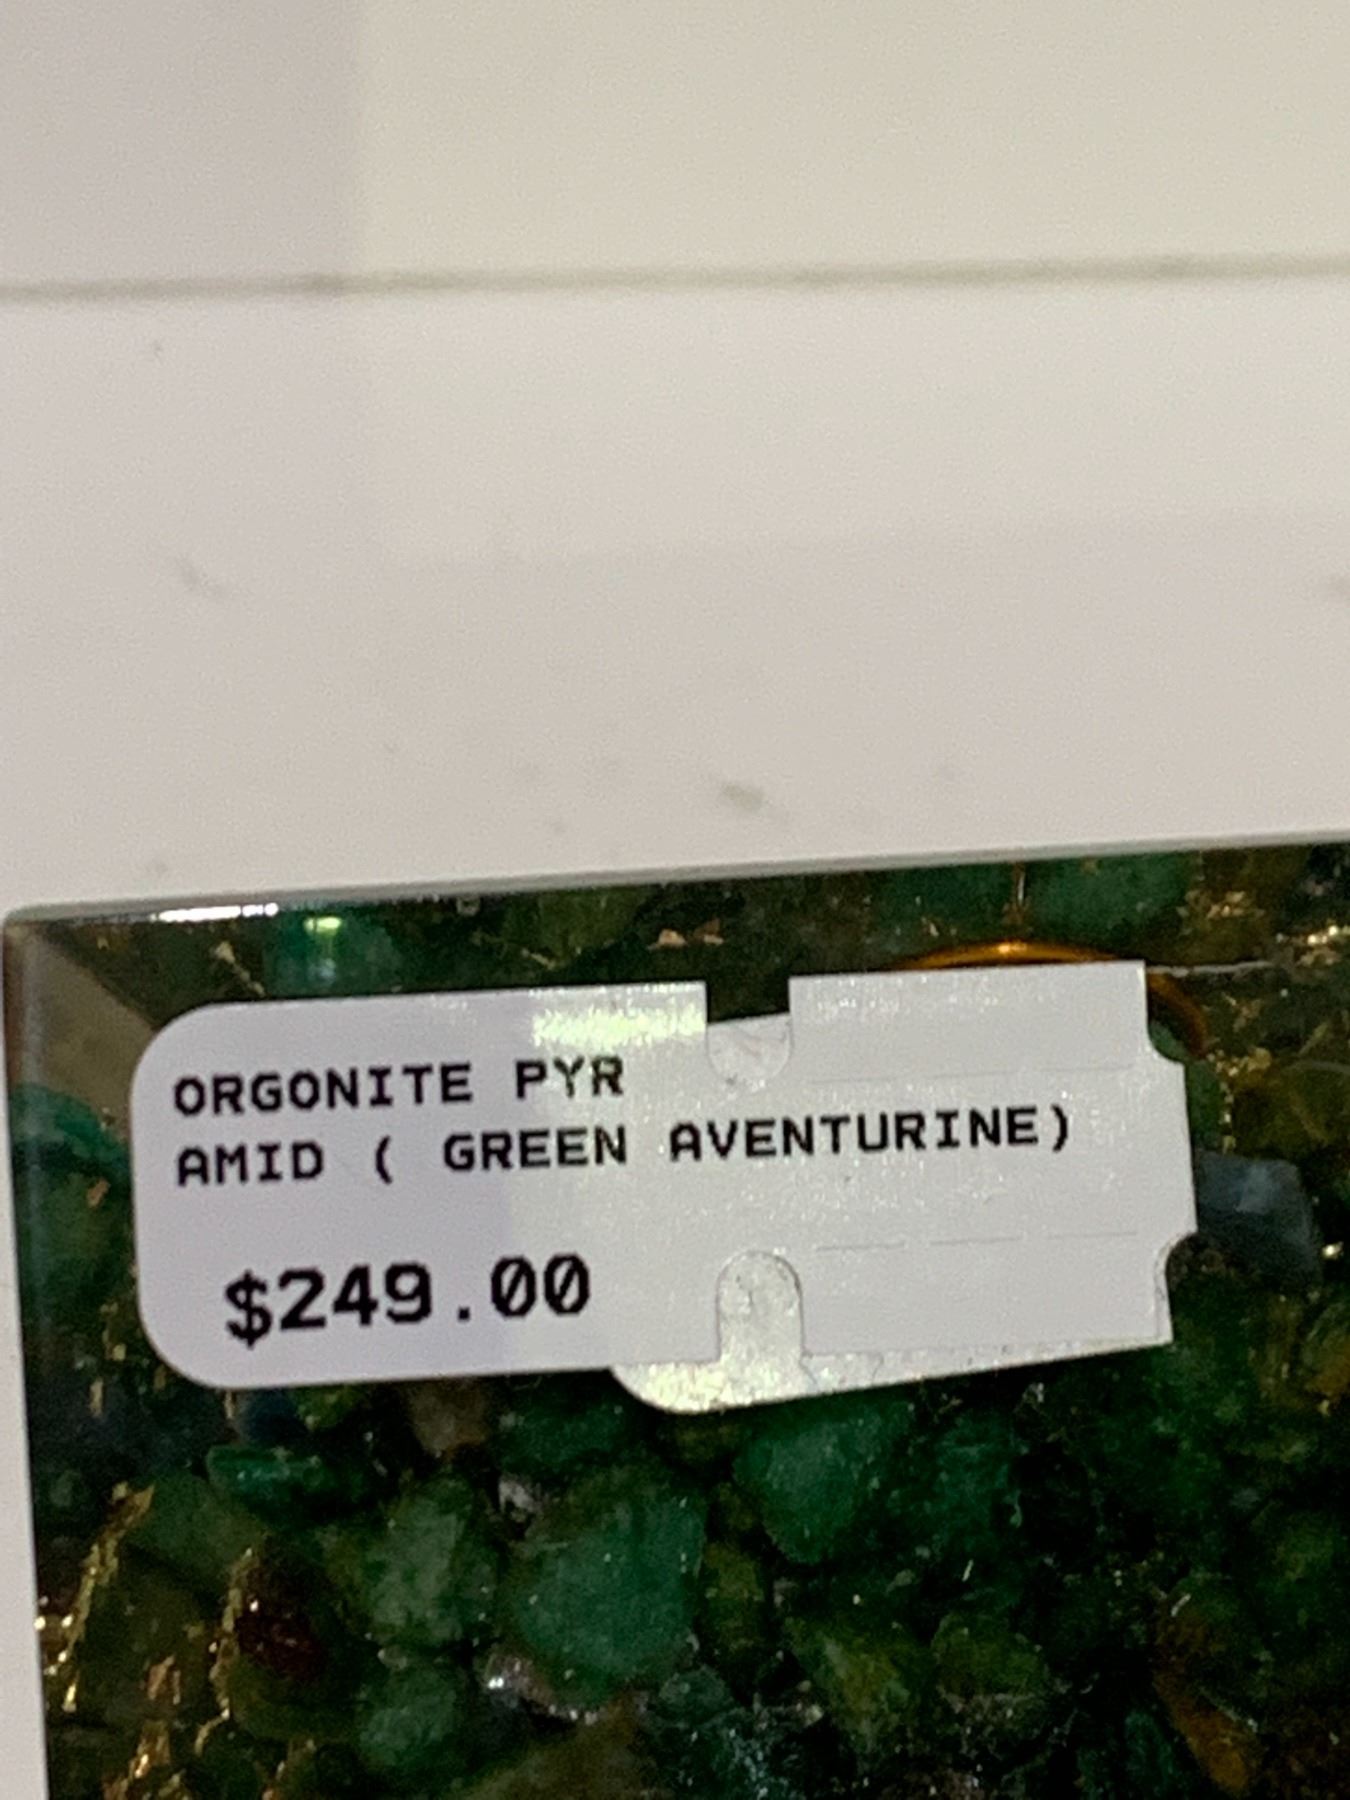 ORGONITE PYR
AMID ( GREEN AVENTURINE)
$249.00